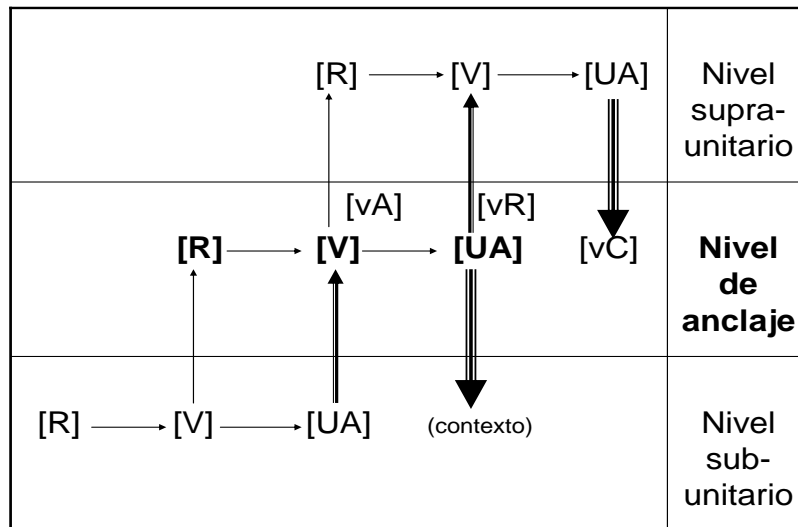 [R] [V] [UA]
Nivel
supra-
unitario
[vA] [vR]
[R] [V] [UA] [vC]
Nivel
de
anclaje
[R] [V] [UA] (contexto)
Nivel
sub-
unitario